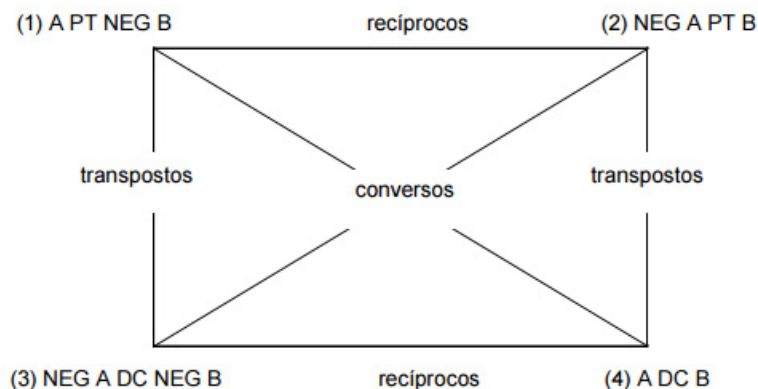 (1) A PT NEG B recíprocos (2) NEG A PT B
transpostos conversos transpostos
(3) NEG A DC NEG B recíprocos (4) A DC B